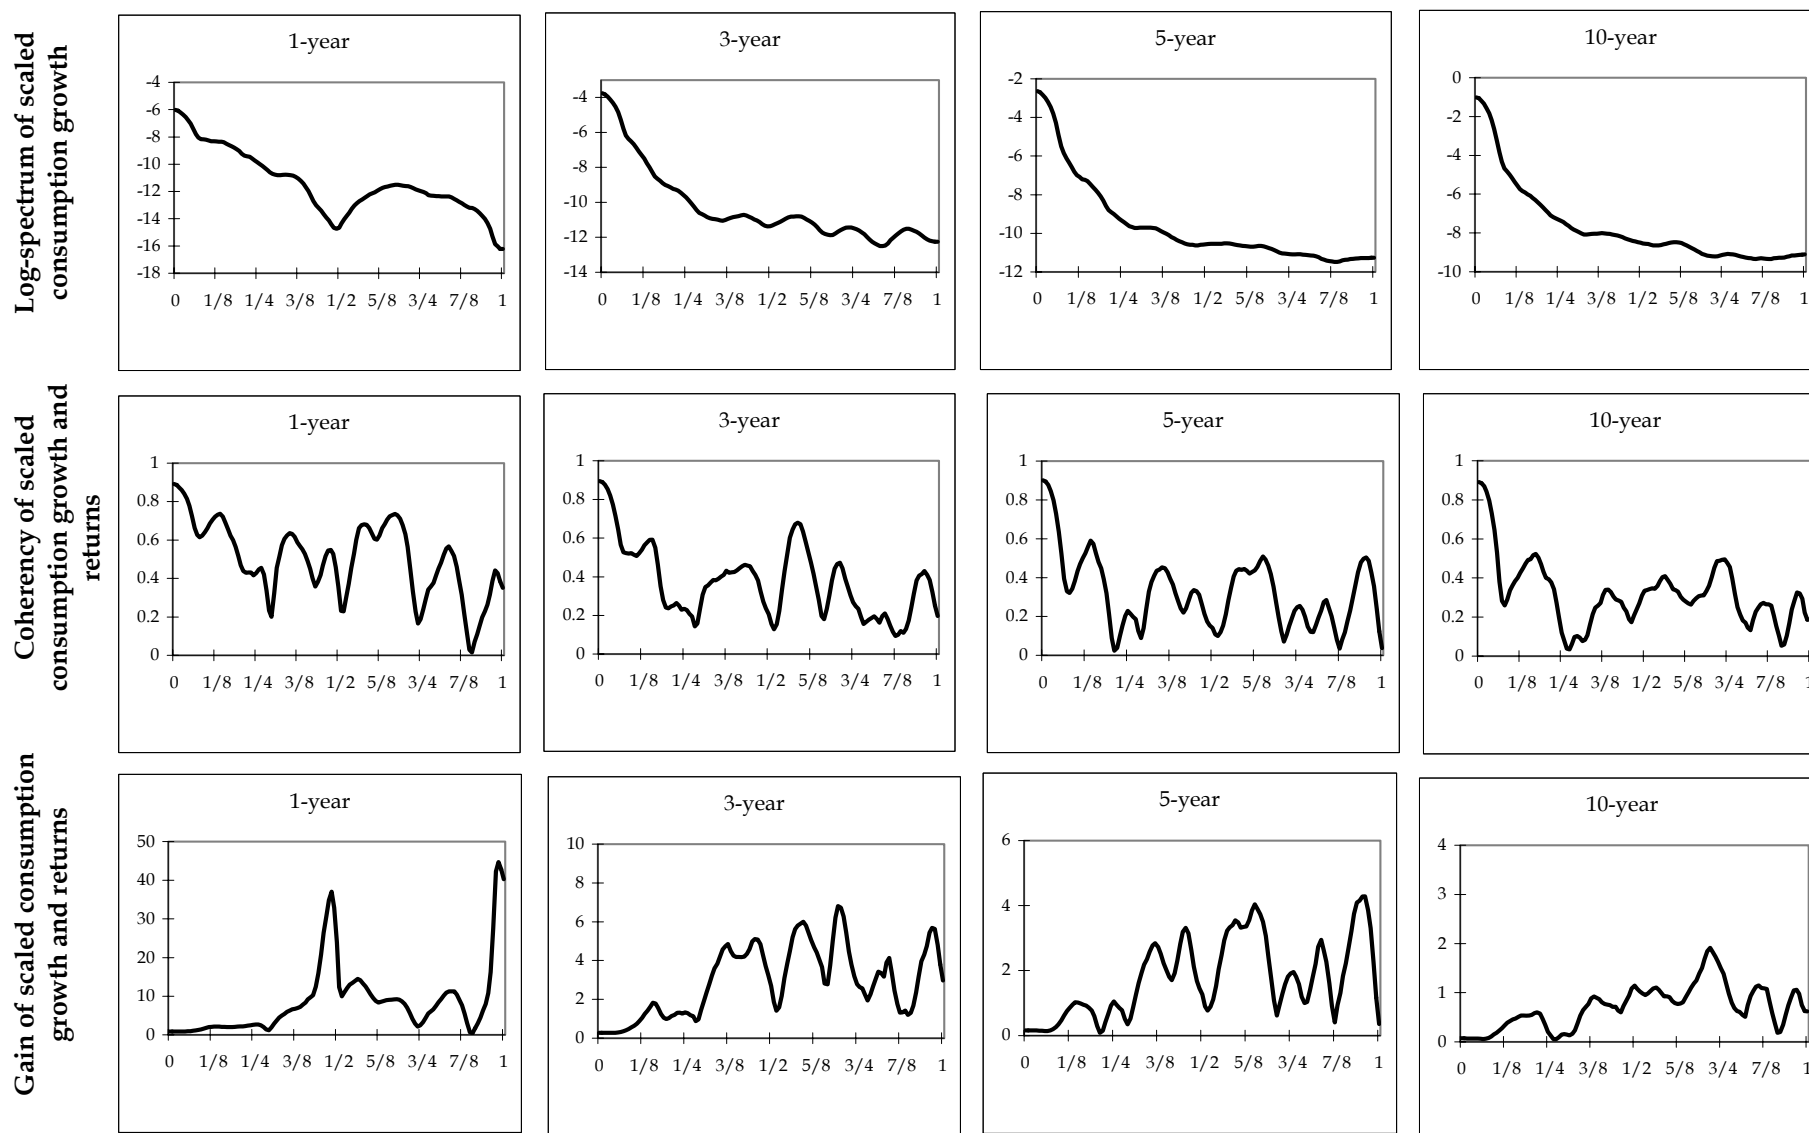 Log-spectrum of scaled
consumption growth
1-year
-4
-6
-8
-10
-12
-14
-16
-18
0 1/8 1/4 3/8 1/2 5/8 3/4 7/8 1
3-year
-4
-6
-8
-10
-12
-14
0 1/8 1/4 3/8 1/2 5/8 3/4 7/8 1
5-year
-2
-4
-6
-8
-10
-12
0 1/8 1/4 3/8 1/2 5/8 3/4 7/8 1
10-year
0
-2
-4
-6
-8
-10
0 1/8 1/4 3/8 1/2 5/8 3/4 7/8 1
Coherency of scaled
consumption growth and
returns
1-year
1
0.8
0.6
0.4
0.2
0
0 1/8 1/4 3/8 1/2 5/8 3/4 7/8 1
3-year
1
0.8
0.6
0.4
0.2
0
0 1/8 1/4 3/8 1/2 5/8 3/4 7/8 1
5-year
1
0.8
0.6
0.4
0.2
0
0 1/8 1/4 3/8 1/2 5/8 3/4 7/8 1
10-year
1
0.8
0.6
0.4
0.2
0
0 1/8 1/4 3/8 1/2 5/8 3/4 7/8 1
Gain of scaled consumption
growth and returns
1-year
50
40
30
20
10
0
0 1/8 1/4 3/8 1/2 5/8 3/4 7/8 1
3-year
10
8
6
4
2
0
0 1/8 1/4 3/8 1/2 5/8 3/4 7/8 1
5-year
6
4
2
0
0 1/8 1/4 3/8 1/2 5/8 3/4 7/8 1
10-year
4
3
2
1
0
0 1/8 1/4 3/8 1/2 5/8 3/4 7/8 1